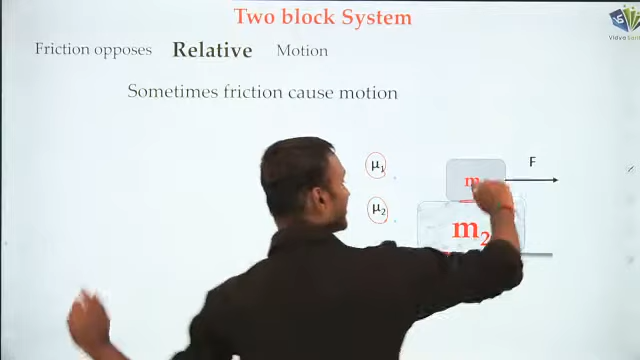 Two block System
Friction opposes Relative Motion
Sometimes friction cause motion
μ₁
F
μ₂
m₂